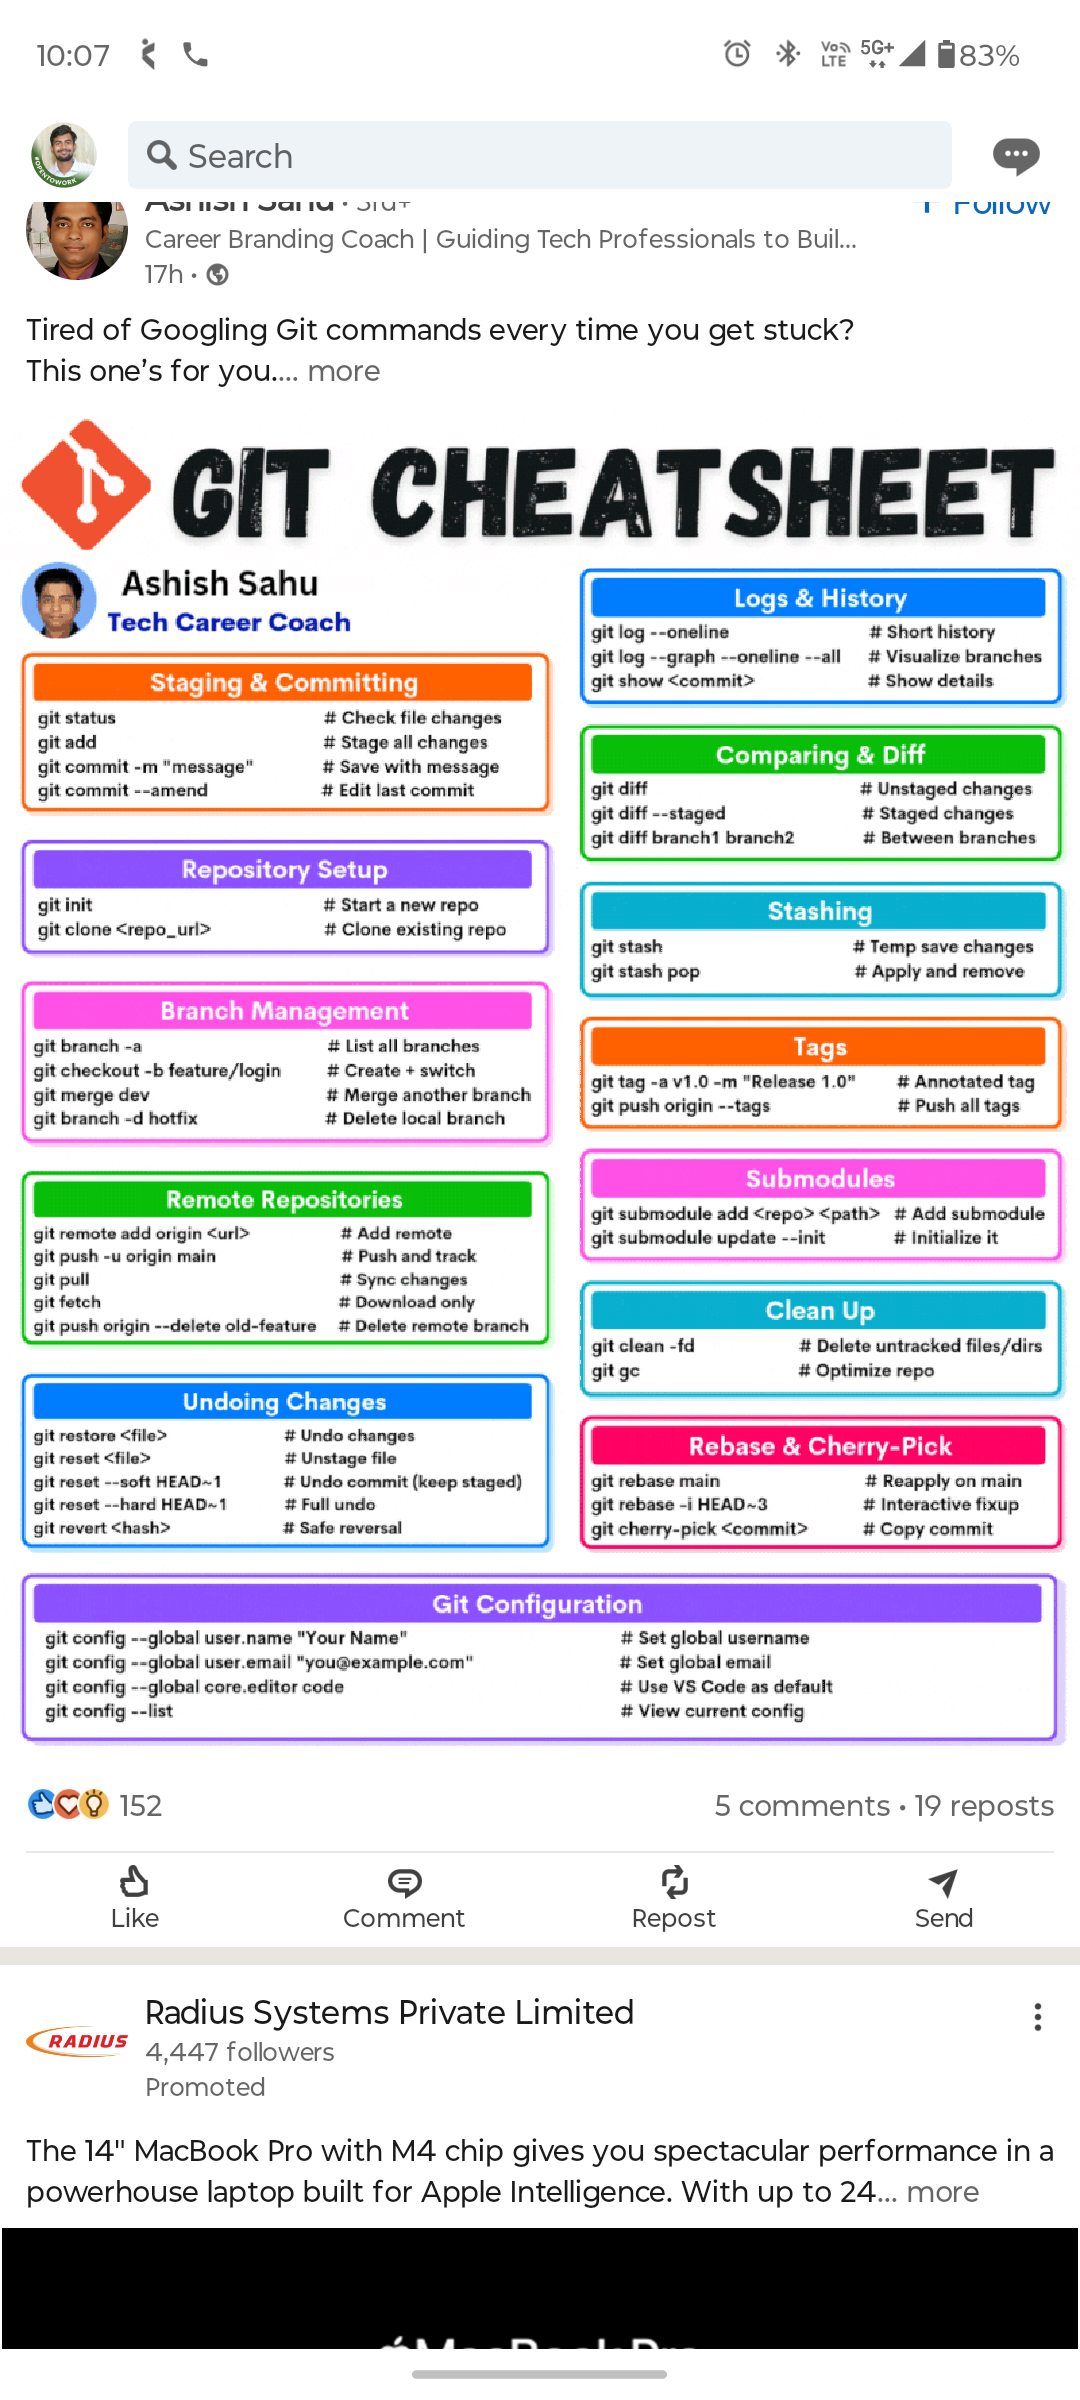 10:07
Vo) LTE 5G+ 83%
Search
Ashish Sahu • 3rd+
+ Follow
Career Branding Coach | Guiding Tech Professionals to Buil...
17h •
Tired of Googling Git commands every time you get stuck?
This one’s for you.... more
GIT CHEATSHEET
Ashish Sahu
Tech Career Coach
Staging & Committing
git status # Check file changes
git add # Stage all changes
git commit -m "message" # Save with message
git commit --amend # Edit last commit
Repository Setup
git init # Start a new repo
git clone <repo_url> # Clone existing repo
Branch Management
git branch -a # List all branches
git checkout -b feature/login # Create + switch
git merge dev # Merge another branch
git branch -d hotfix # Delete local branch
Remote Repositories
git remote add origin <url> # Add remote
git push -u origin main # Push and track
git pull # Sync changes
git fetch # Download only
git push origin --delete old-feature # Delete remote branch
Undoing Changes
git restore <file> # Undo changes
git reset <file> # Unstage file
git reset --soft HEAD~1 # Undo commit (keep staged)
git reset --hard HEAD~1 # Full undo
git revert <hash> # Safe reversal
Logs & History
git log --oneline # Short history
git log --graph --oneline --all # Visualize branches
git show <commit> # Show details
Comparing & Diff
git diff # Unstaged changes
git diff --staged # Staged changes
git diff branch1 branch2 # Between branches
Stashing
git stash # Temp save changes
git stash pop # Apply and remove
Tags
git tag -a v1.0 -m "Release 1.0" # Annotated tag
git push origin --tags # Push all tags
Submodules
git submodule add <repo> <path> # Add submodule
git submodule update --init # Initialize it
Clean Up
git clean -fd # Delete untracked files/dirs
git gc # Optimize repo
Rebase & Cherry-Pick
git rebase main # Reapply on main
git rebase -i HEAD~3 # Interactive fixup
git cherry-pick <commit> # Copy commit
Git Configuration
git config --global user.name "Your Name" # Set global username
git config --global user.email "you@example.com" # Set global email
git config --global core.editor code # Use VS Code as default
git config --list # View current config
152
5 comments • 19 reposts
Like Comment Repost Send
RADIUS
Radius Systems Private Limited
4,447 followers
Promoted
The 14" MacBook Pro with M4 chip gives you spectacular performance in a
powerhouse laptop built for Apple Intelligence. With up to 24... more
MacBook Pro